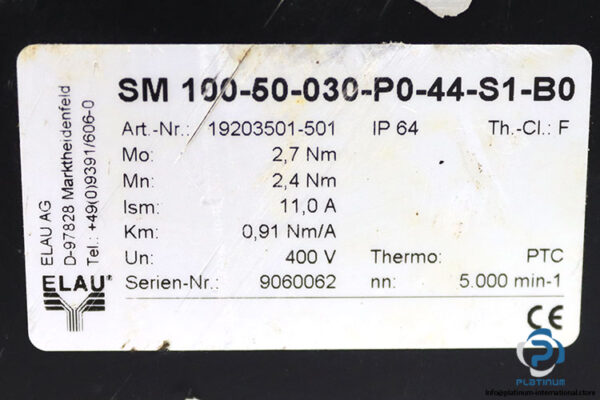 SM 100-50-030-P0-44-S1-B0
Art.-Nr.: 19203501-501 IP 64 Th.-Cl.: F
Mo: 2,7 Nm
Mn: 2,4 Nm
Ism: 11,0 A
Km: 0,91 Nm/A
Un: 400 V Thermo: PTC
Serien-Nr.: 9060062 nn: 5.000 min-1
ELAU AG
D-97828 Marktheidenfeld
Tel.: +49(0)9391/606-0
ELAU®
CE
PLATINUM
info@platinum-international.store